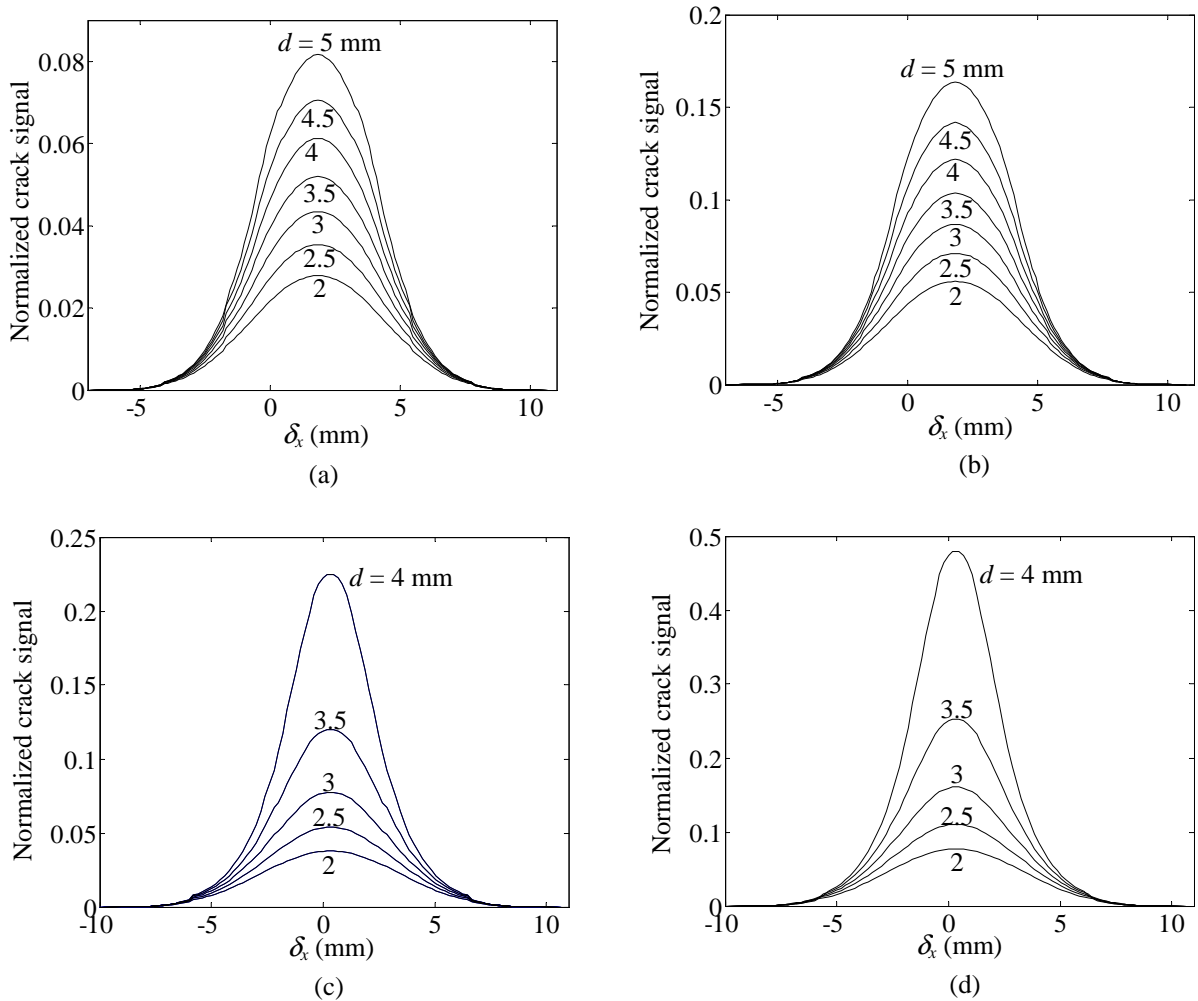 Normalized crack signal
0.08
0.06
0.04
0.02
0
d = 5 mm
4.5
4
3.5
3
2.5
2
-5 0 5 10
δx (mm)
(a)
Normalized crack signal
0.2
0.15
0.1
0.05
0
d = 5 mm
4.5
4
3.5
3
2.5
2
-5 0 5 10
δx (mm)
(b)
Normalized crack signal
0.25
0.2
0.15
0.1
0.05
0
d = 4 mm
3.5
3
2.5
2
-10 -5 0 5 10
δx (mm)
(c)
Normalized crack signal
0.5
0.4
0.3
0.2
0.1
0
d = 4 mm
3.5
3
2.5
2
-10 -5 0 5 10
δx (mm)
(d)